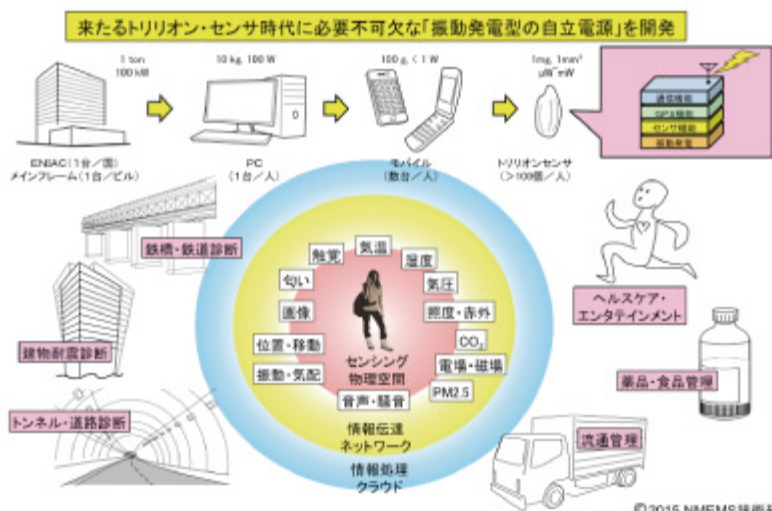 来たるトリリオン・センサ時代に必要不可欠な「振動発電型の自立電源」を開発
1 ton
100 kW
10 kg, 100 W
100 g, < 1 W
1mg, 1mm³
μW~mW
通信機能
GPS機能
センサ機能
振動発電
ENIAC(1台/国)
メインフレーム(1台/ビル)
PC
(1台/人)
モバイル
(数台/人)
トリリオンセンサ
(>100個/人)
鉄橋・鉄道診断
建物耐震診断
トンネル・道路診断
触覚
気温
湿度
匂い
気圧
画像
照度・赤外
位置・移動
CO₂
振動・気配
電場・磁場
音声・騒音
PM2.5
センシング
物理空間
情報伝達
ネットワーク
情報処理
クラウド
ヘルスケア・
エンタテインメント
薬品・食品管理
流通管理
©2015 NMEMS技術